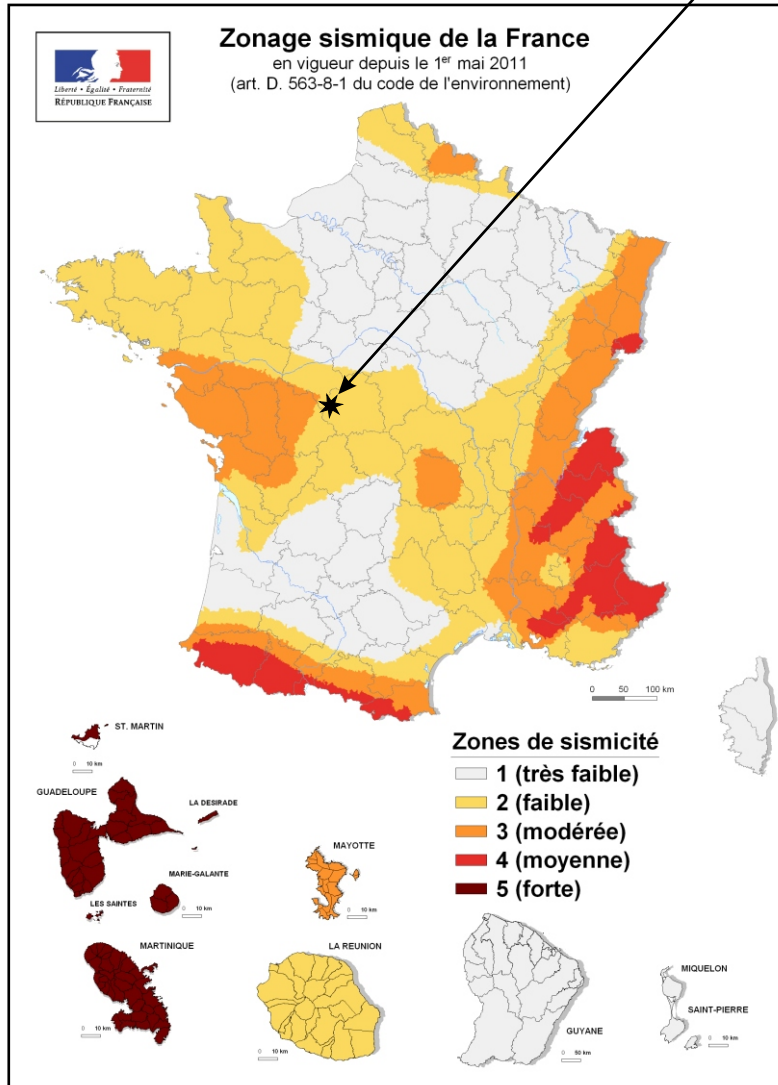 Zonage sismique de la France
en vigueur depuis le 1er mai 2011
(art. D. 563-8-1 du code de l'environnement)
Liberté • Égalité • Fraternité
RÉPUBLIQUE FRANÇAISE
0 50 100 km
ST. MARTIN
0 10 km
GUADELOUPE
LA DESIRADE
0 10 km
MARIE-GALANTE
LES SAINTES
0 10 km
MAYOTTE
0 10 km
Zones de sismicité
1 (très faible)
2 (faible)
3 (modérée)
4 (moyenne)
5 (forte)
MARTINIQUE
0 10 km
LA REUNION
0 10 km
GUYANE
0 50 km
MIQUELON
SAINT-PIERRE
0 10 km